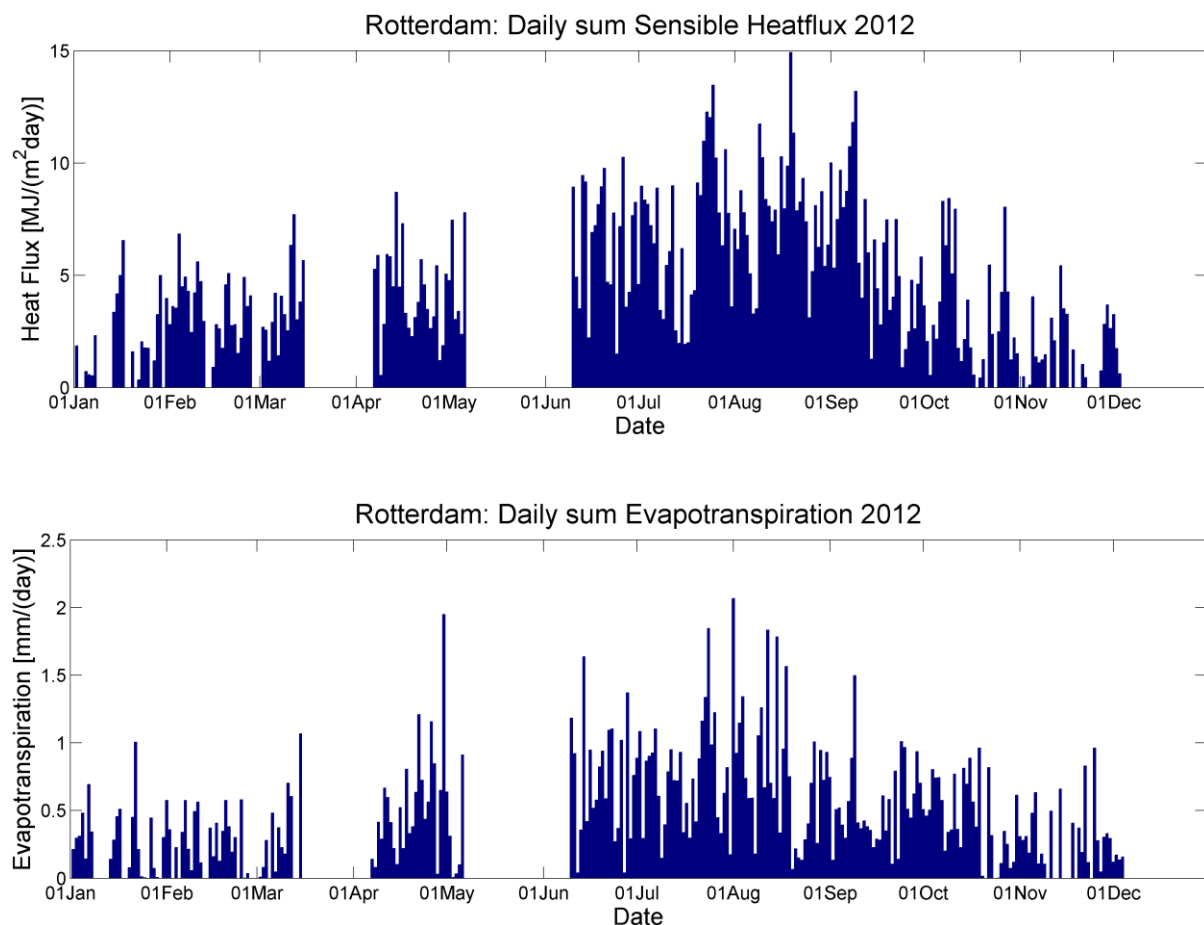 Rotterdam: Daily sum Sensible Heatflux 2012
15
10
5
0
Heat Flux [MJ/(m²day)]
01Jan 01Feb 01Mar 01Apr 01May 01Jun 01Jul 01Aug 01Sep 01Oct 01Nov 01Dec
Date
Rotterdam: Daily sum Evapotranspiration 2012
2.5
2
1.5
1
0.5
0
Evapotranspiration [mm/(day)]
01Jan 01Feb 01Mar 01Apr 01May 01Jun 01Jul 01Aug 01Sep 01Oct 01Nov 01Dec
Date